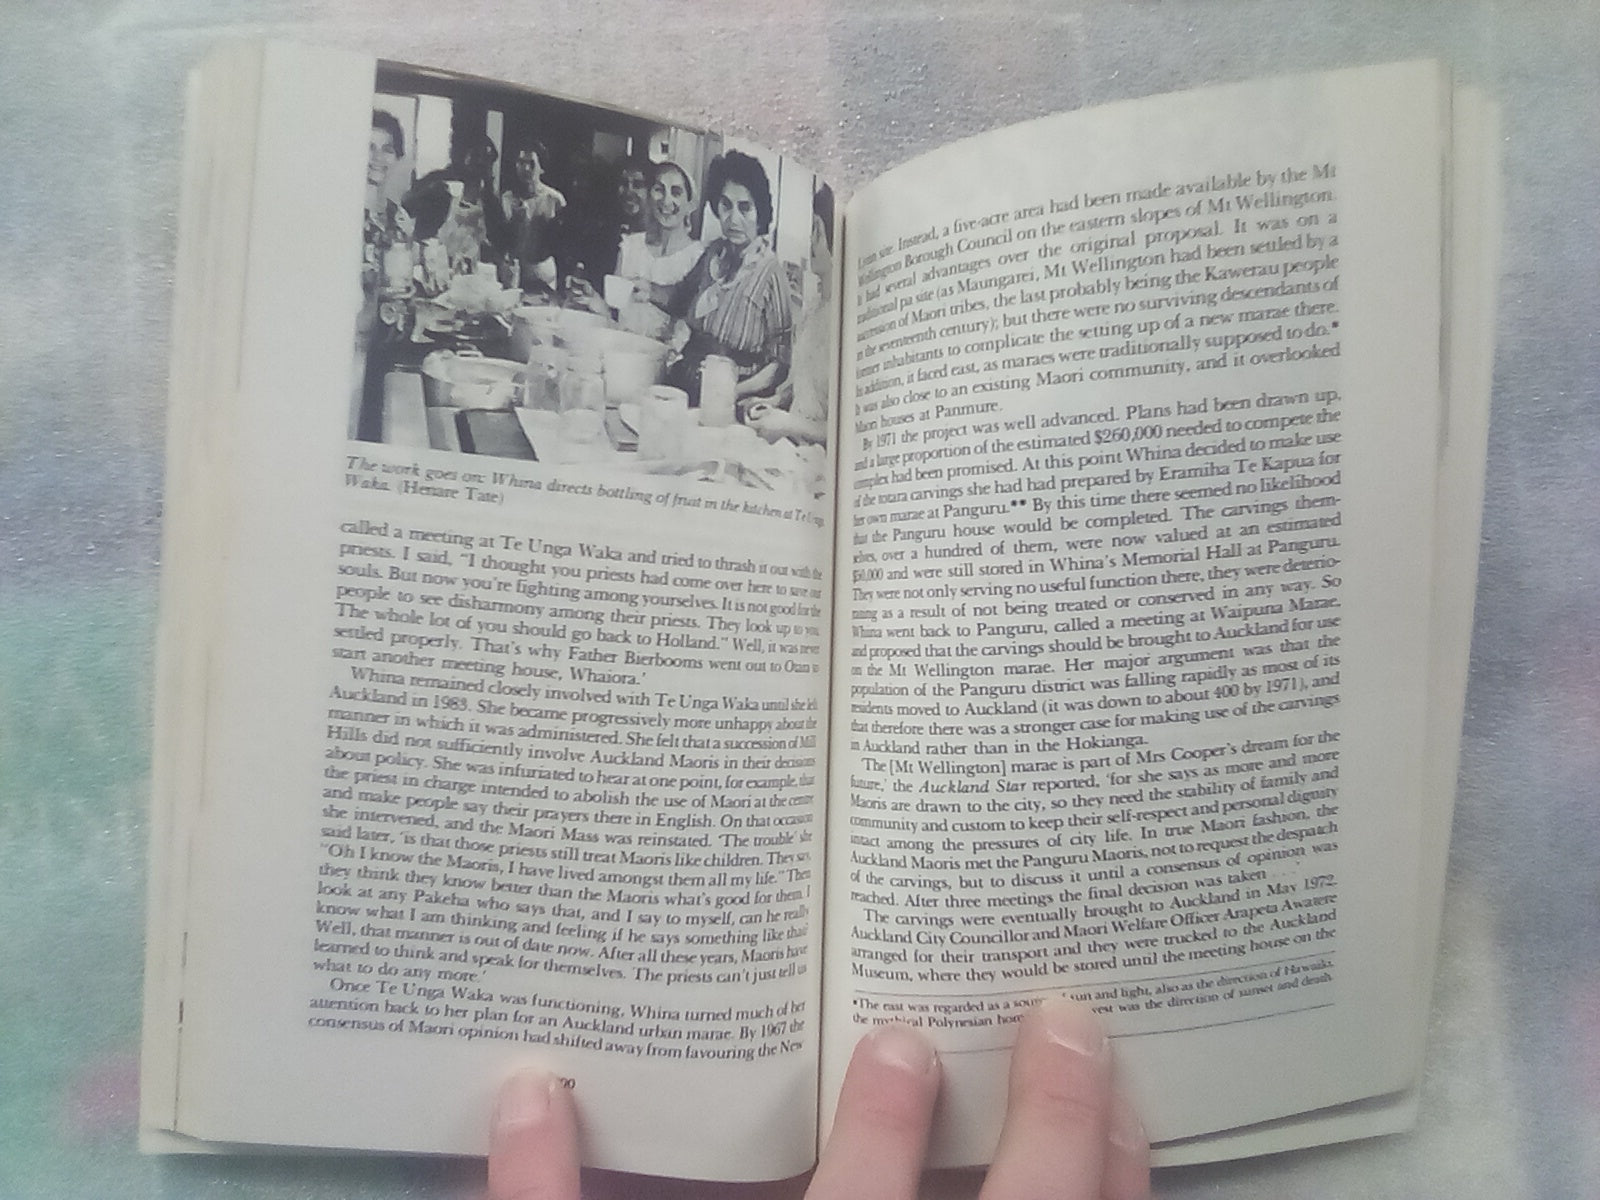 The work goes on: Whina directs bottling of fruit in the kitchen at Te Unga
Waka. (Henare Tate)
called a meeting at Te Unga Waka and tried to thrash it out with the
priests. I said, "I thought you priests had come over here to save our
souls. But now you're fighting among yourselves. It is not good for the
people to see disharmony among their priests. They look up to you.
The whole lot of you should go back to Holland." Well, it was never
settled properly. That's why Father Bierbooms went out to Otara to
start another meeting house, Whaiora.'
Whina remained closely involved with Te Unga Waka until she left
Auckland in 1983. She became progressively more unhappy about the
manner in which it was administered. She felt that a succession of Mill
Hills did not sufficiently involve Auckland Maoris in their decisions
about policy. She was infuriated to hear at one point, for example, that
the priest in charge intended to abolish the use of Maori at the centre
and make people say their prayers there in English. On that occasion
she intervened, and the Maori Mass was reinstated. 'The trouble' she
said later, 'is that those priests still treat Maoris like children. They say,
"Oh I know the Maoris, I have lived amongst them all my life." Then
they think they know better than the Maoris what's good for them. I
look at any Pakeha who says that, and I say to myself, can he really
know what I am thinking and feeling if he says something like that?
Well, that manner is out of date now. After all these years, Maoris have
learned to think and speak for themselves. The priests can't just tell us
what to do any more.'
Once Te Unga Waka was functioning, Whina turned much of her
attention back to her plan for an Auckland urban marae. By 1967 the
consensus of Maori opinion had shifted away from favouring the New
Lynn site. Instead, a five-acre area had been made available by the Mt
Wellington Borough Council on the eastern slopes of Mt Wellington.
It had several advantages over the original proposal. It was on a
traditional pa site (as Maungarei, Mt Wellington had been settled by a
succession of Maori tribes, the last probably being the Kawerau people
in the seventeenth century); but there were no surviving descendants of
former inhabitants to complicate the setting up of a new marae there.
In addition, it faced east, as maraes were traditionally supposed to do.*
It was also close to an existing Maori community, and it overlooked
Maori houses at Panmure.
By 1971 the project was well advanced. Plans had been drawn up,
and a large proportion of the estimated $260,000 needed to compete the
complex had been promised. At this point Whina decided to make use
of the totara carvings she had had prepared by Eramiha Te Kapua for
her own marae at Panguru.** By this time there seemed no likelihood
that the Panguru house would be completed. The carvings them-
selves, over a hundred of them, were now valued at an estimated
$50,000 and were still stored in Whina's Memorial Hall at Panguru.
They were not only serving no useful function there, they were deterio-
rating as a result of not being treated or conserved in any way. So
Whina went back to Panguru, called a meeting at Waipuna Marae,
and proposed that the carvings should be brought to Auckland for use
on the Mt Wellington marae. Her major argument was that the
population of the Panguru district was falling rapidly as most of its
residents moved to Auckland (it was down to about 400 by 1971), and
that therefore there was a stronger case for making use of the carvings
in Auckland rather than in the Hokianga.
'The [Mt Wellington] marae is part of Mrs Cooper's dream for the
future,' the Auckland Star reported, 'for she says as more and more
Maoris are drawn to the city, so they need the stability of family and
community and custom to keep their self-respect and personal dignity
intact among the pressures of city life. In true Maori fashion, the
Auckland Maoris met the Panguru Maoris, not to request the despatch
of the carvings, but to discuss it until a consensus of opinion was
reached. After three meetings the final decision was taken . . .'
The carvings were eventually brought to Auckland in May 1972.
Auckland City Councillor and Maori Welfare Officer Arapeta Awatere
arranged for their transport and they were trucked to the Auckland
Museum, where they would be stored until the meeting house on the
*The east was regarded as a sun and light, also as the direction of Hawaiki,
the mythical Polynesian was the direction of sunset and death.